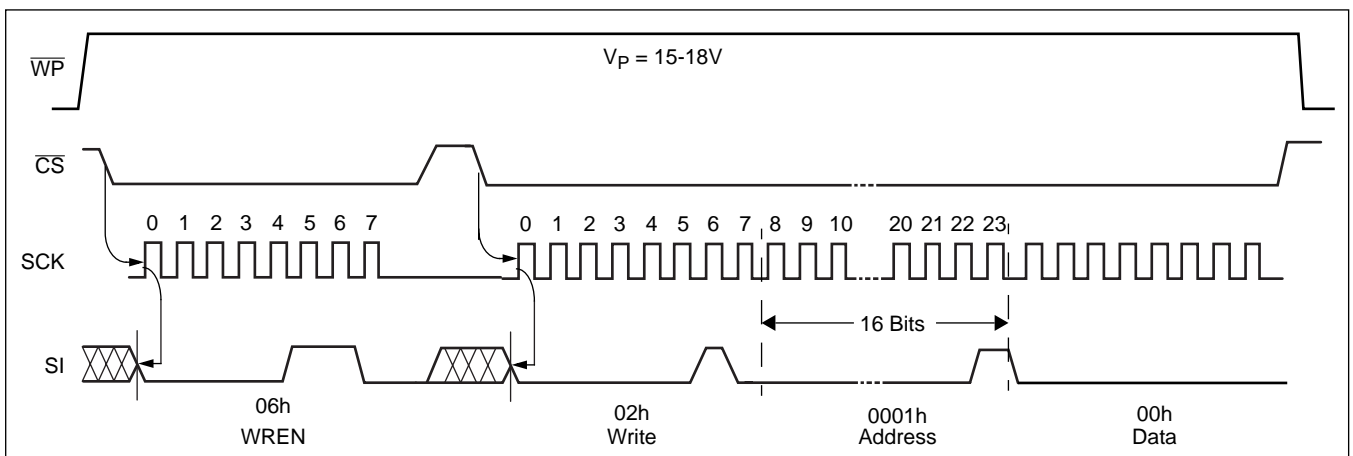 WP
VP = 15-18V
CS
0 1 2 3 4 5 6 7 0 1 2 3 4 5 6 7 8 9 10 20 21 22 23
SCK
16 Bits
SI
06h
WREN
02h
Write
0001h
Address
00h
Data